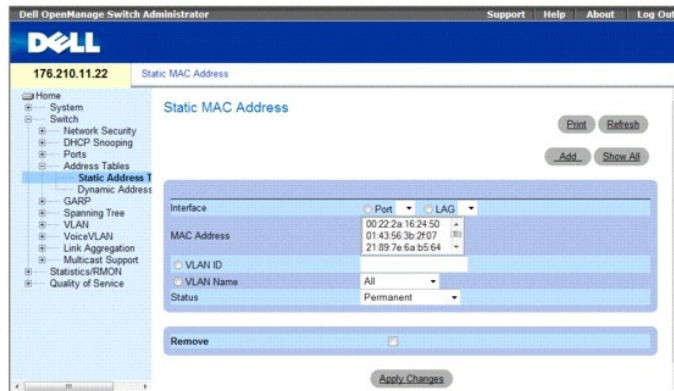 Dell OpenManage Switch Administrator Support Help About Log Out
DELL
176.210.11.22 Static MAC Address
Home
System
Switch
Network Security
DHCP Snooping
Ports
Address Tables
Static Address T
Dynamic Address
GARP
Spanning Tree
VLAN
VoiceVLAN
Link Aggregation
Multicast Support
Statistics/RMON
Quality of Service
Static MAC Address
Print Refresh
Add Show All
Interface Port LAG
MAC Address
00:22:2a:16:24:50
01:43:56:3b:2f:07
21:89:7e:6a:b5:64
VLAN ID
VLAN Name All
Status Permanent
Remove
Apply Changes